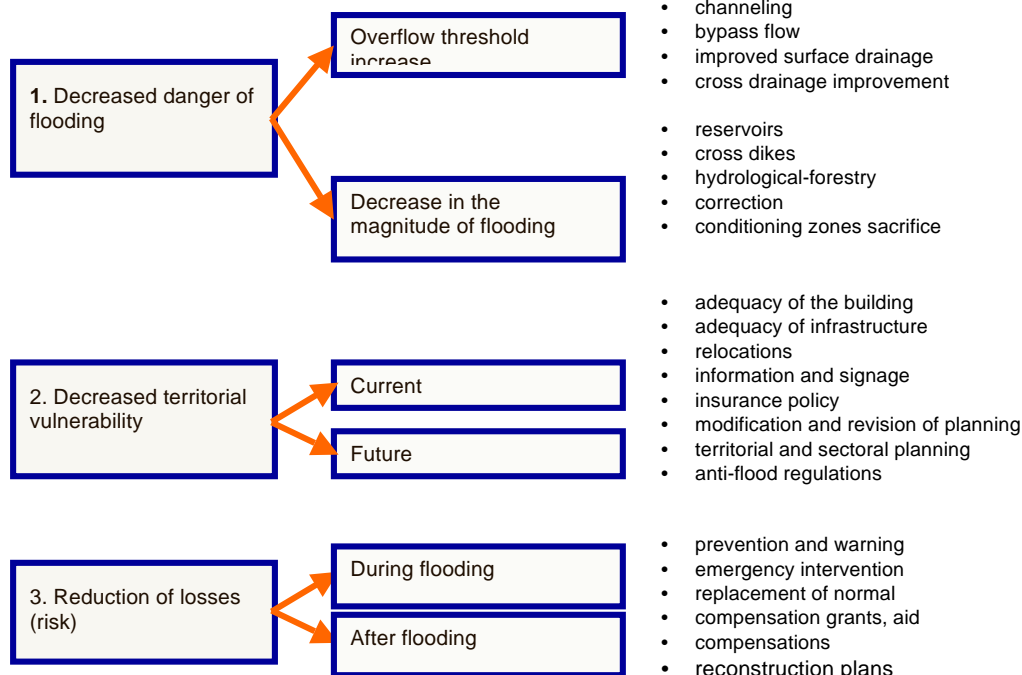 1. Decreased danger of
flooding
Overflow threshold
increase
• channeling
• bypass flow
• improved surface drainage
• cross drainage improvement
Decrease in the
magnitude of flooding
• reservoirs
• cross dikes
• hydrological-forestry
• correction
• conditioning zones sacrifice
2. Decreased territorial
vulnerability
Current
Future
• adequacy of the building
• adequacy of infrastructure
• relocations
• information and signage
• insurance policy
• modification and revision of planning
• territorial and sectoral planning
• anti-flood regulations
3. Reduction of losses
(risk)
During flooding
After flooding
• prevention and warning
• emergency intervention
• replacement of normal
• compensation grants, aid
• compensations
• reconstruction plans